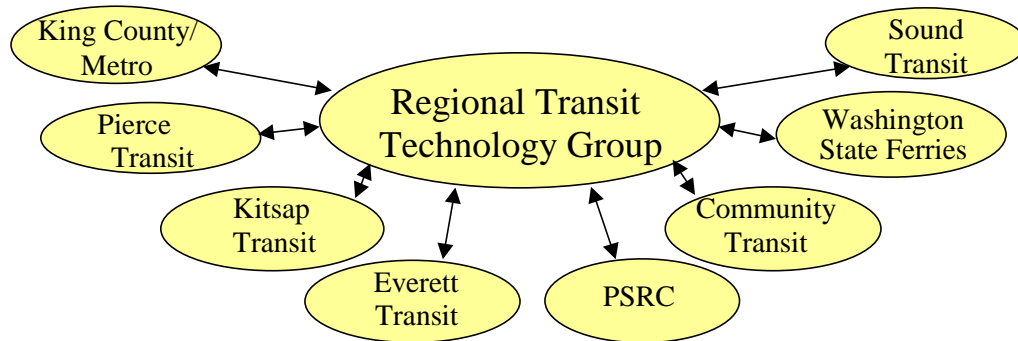 King County/
Metro
Sound
Transit
Regional Transit
Technology Group
Pierce
Transit
Washington
State Ferries
Kitsap
Transit
Community
Transit
Everett
Transit
PSRC